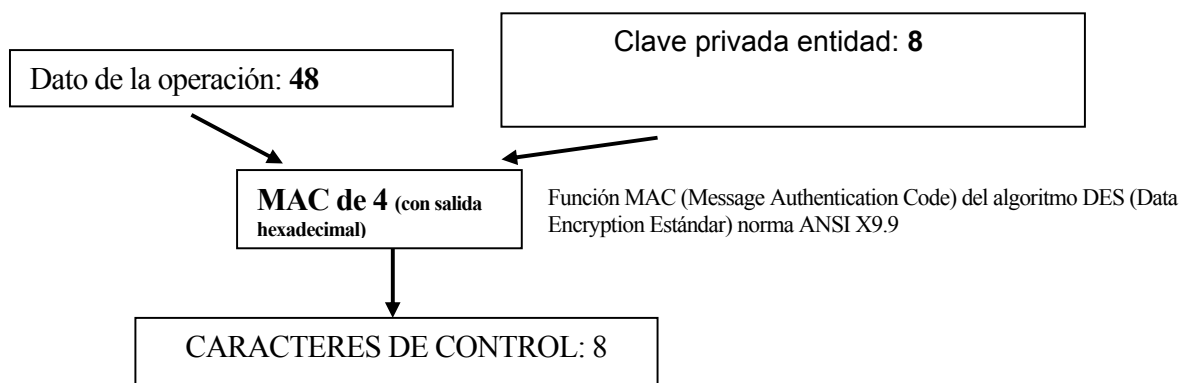 Clave privada entidad: 8
Dato de la operación: 48
MAC de 4 (con salida
hexadecimal)
Función MAC (Message Authentication Code) del algoritmo DES (Data
Encryption Estándar) norma ANSI X9.9
CARACTERES DE CONTROL: 8